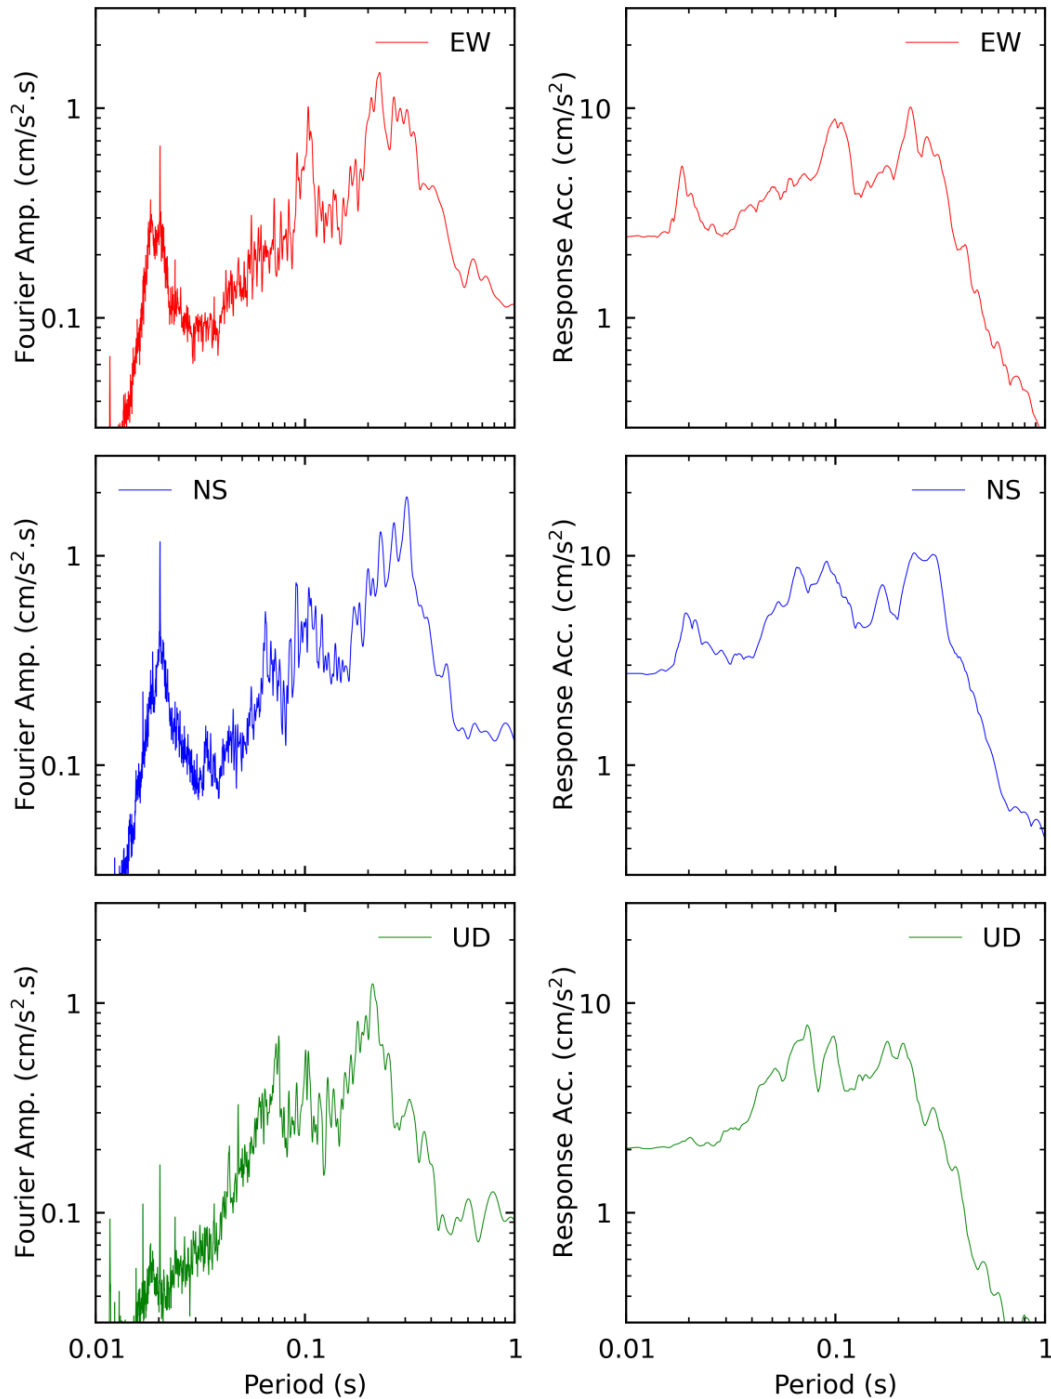 EW
Fourier Amp. (cm/s².s)
1
0.1
EW
Response Acc. (cm/s²)
10
1
NS
Fourier Amp. (cm/s².s)
1
0.1
NS
Response Acc. (cm/s²)
10
1
UD
Fourier Amp. (cm/s².s)
1
0.1
0.01
0.1
1
Period (s)
UD
Response Acc. (cm/s²)
10
1
0.1
1
Period (s)